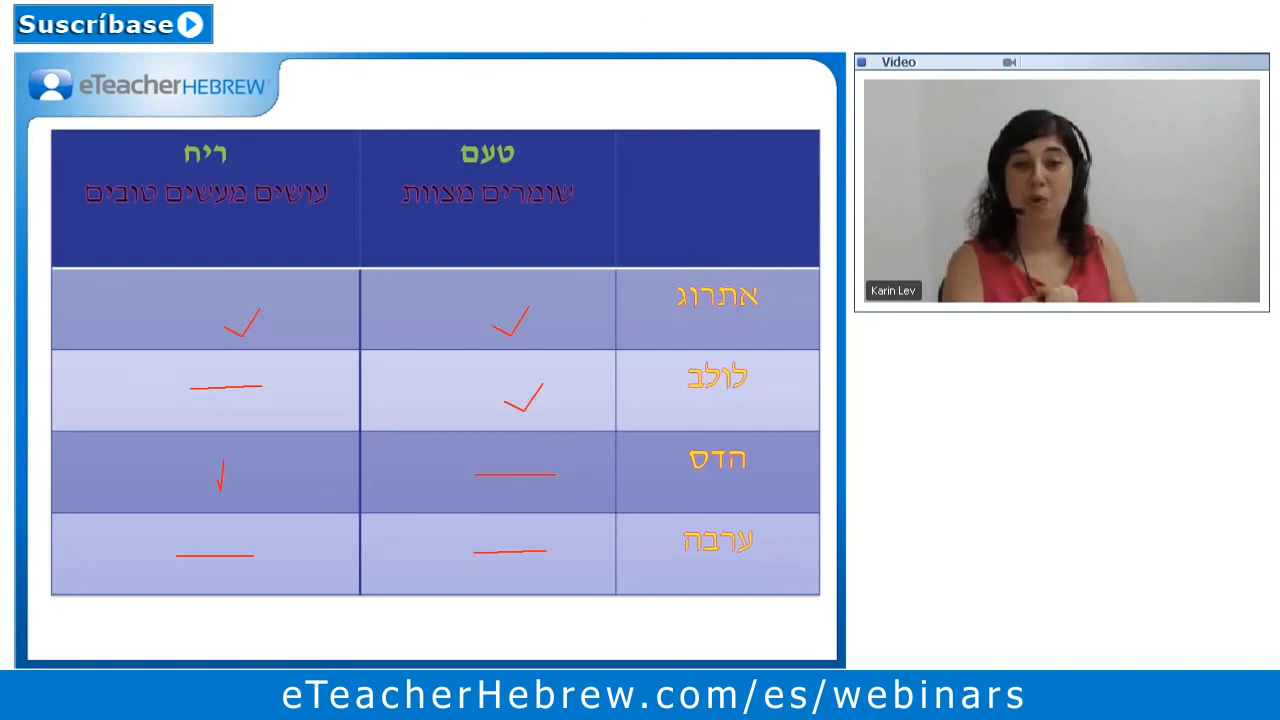 Suscríbase
eTeacherHEBREW
טעם
שומרים מצוות
ריח
עושים מעשים טובים
אתרוג
לולב
הדס
ערבה
Video
Karin Lev
eTeacherHebrew.com/es/webinars